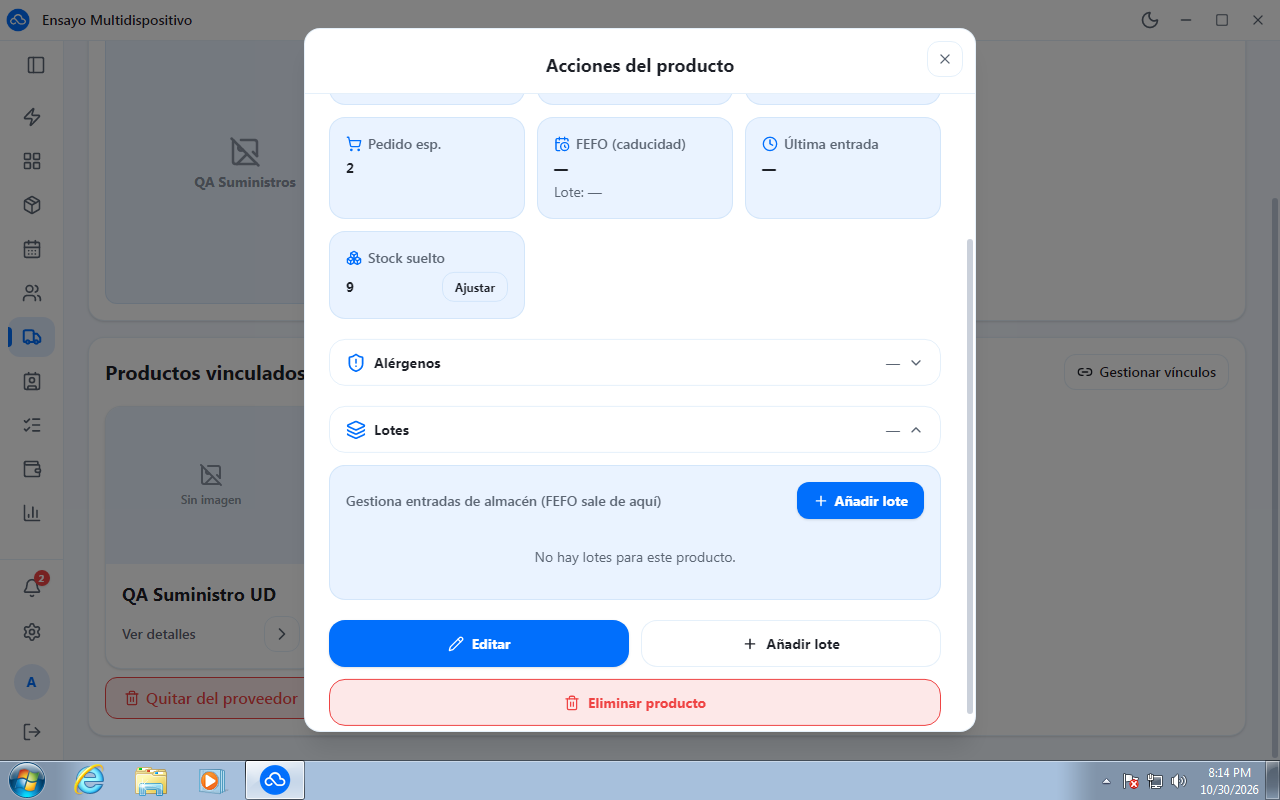 Ensayo Multidispositivo
Acciones del producto
QA Suministros
Pedido esp.
2
FEFO (caducidad)
—
Lote: —
Última entrada
—
Stock suelto
9
Ajustar
Alérgenos
—
Lotes
—
Gestiona entradas de almacén (FEFO sale de aquí)
Añadir lote
No hay lotes para este producto.
Editar
Añadir lote
Eliminar producto
Productos vinculados
Gestionar vínculos
Sin imagen
QA Suministro UD
Ver detalles
Quitar del proveedor
2
A
8:14 PM
10/30/2026